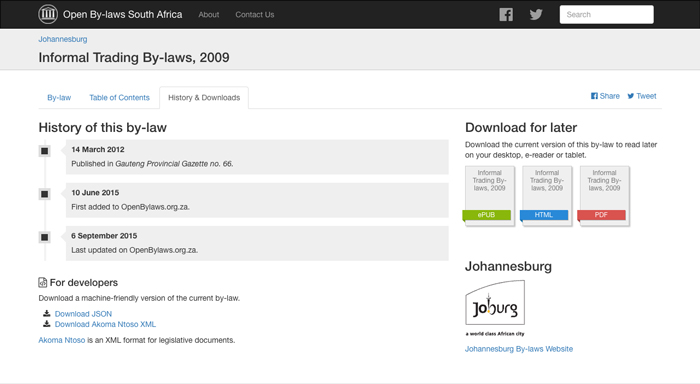 Open By-laws South Africa
About
Contact Us
Search
Johannesburg
Informal Trading By-laws, 2009
By-law
Table of Contents
History & Downloads
Share
Tweet
History of this by-law
14 March 2012
Published in Gauteng Provincial Gazette no. 66.
10 June 2015
First added to OpenBylaws.org.za.
6 September 2015
Last updated on OpenBylaws.org.za.
For developers
Download a machine-friendly version of the current by-law.
Download JSON
Download Akoma Ntoso XML
Akoma Ntoso is an XML format for legislative documents.
Download for later
Download the current version of this by-law to read later
on your desktop, e-reader or tablet.
Informal
Trading By-
laws, 2009
ePUB
Informal
Trading By-
laws, 2009
HTML
Informal
Trading By-
laws, 2009
PDF
Johannesburg
Joburg
a world class African city
Johannesburg By-laws Website